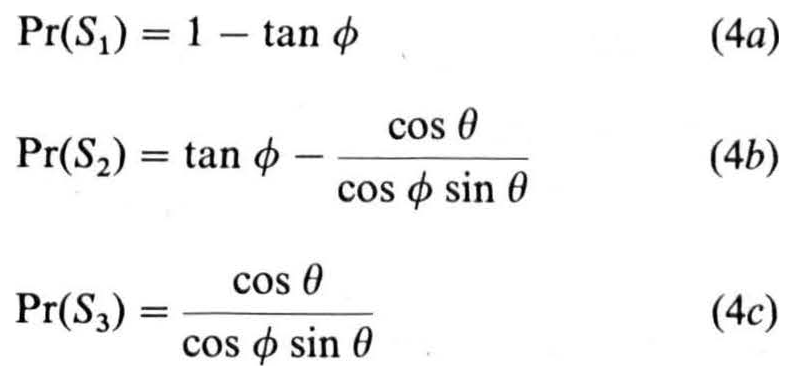 Pr(S₁) = 1 − tan ϕ (4a)
Pr(S₂) = tan ϕ − cos θ / cos ϕ sin θ (4b)
Pr(S₃) = cos θ / cos ϕ sin θ (4c)